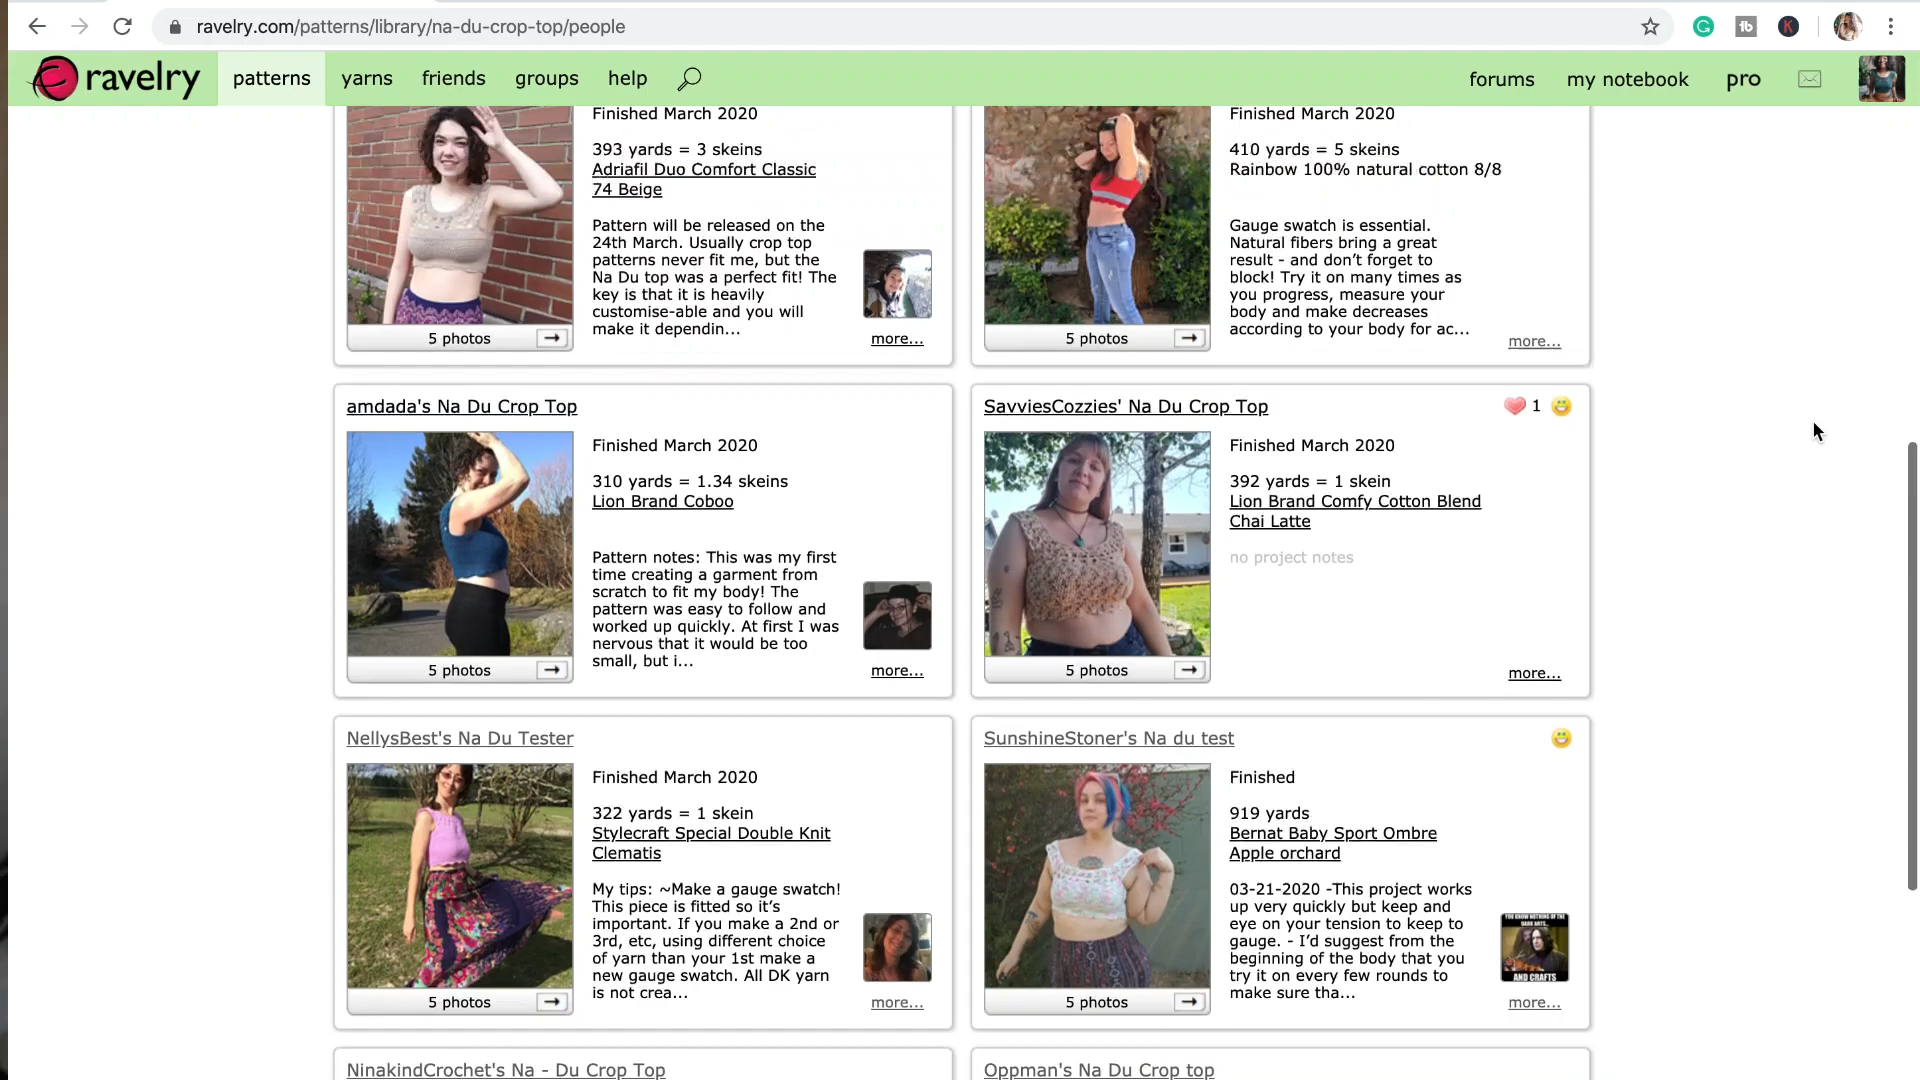 ravelry.com/patterns/library/na-du-crop-top/people
ravelry
patterns
yarns
friends
groups
help
forums
my notebook
pro
Finished March 2020
393 yards = 3 skeins
Adriafil Duo Comfort Classic
74 Beige
Pattern will be released on the
24th March. Usually crop top
patterns never fit me, but the
Na Du top was a perfect fit! The
key is that it is heavily
customise-able and you will
make it dependin...
5 photos
more...
Finished March 2020
410 yards = 5 skeins
Rainbow 100% natural cotton 8/8
Gauge swatch is essential.
Natural fibers bring a great
result - and don’t forget to
block! Try it on many times as
you progress, measure your
body and make decreases
according to your body for ac...
5 photos
more...
amdada's Na Du Crop Top
Finished March 2020
310 yards = 1.34 skeins
Lion Brand Coboo
Pattern notes: This was my first
time creating a garment from
scratch to fit my body! The
pattern was easy to follow and
worked up quickly. At first I was
nervous that it would be too
small, but i...
5 photos
more...
SavviesCozzies' Na Du Crop Top
1
Finished March 2020
392 yards = 1 skein
Lion Brand Comfy Cotton Blend
Chai Latte
no project notes
5 photos
more...
NellysBest's Na Du Tester
Finished March 2020
322 yards = 1 skein
Stylecraft Special Double Knit
Clematis
My tips: ~Make a gauge swatch!
This piece is fitted so it’s
important. If you make a 2nd or
3rd, etc, using different choice
of yarn than your 1st make a
new gauge swatch. All DK yarn
is not crea...
5 photos
more...
SunshineStoner's Na du test
Finished
919 yards
Bernat Baby Sport Ombre
Apple orchard
03-21-2020 -This project works
up very quickly but keep and
eye on your tension to keep to
gauge. - I’d suggest from the
beginning of the body that you
try it on every few rounds to
make sure tha...
YOU KNOW NOTHING OF THE
DARK ARTS...
AND CRAFTS
5 photos
more...
NinakindCrochet's Na - Du Crop Top
Oppman's Na Du Crop top